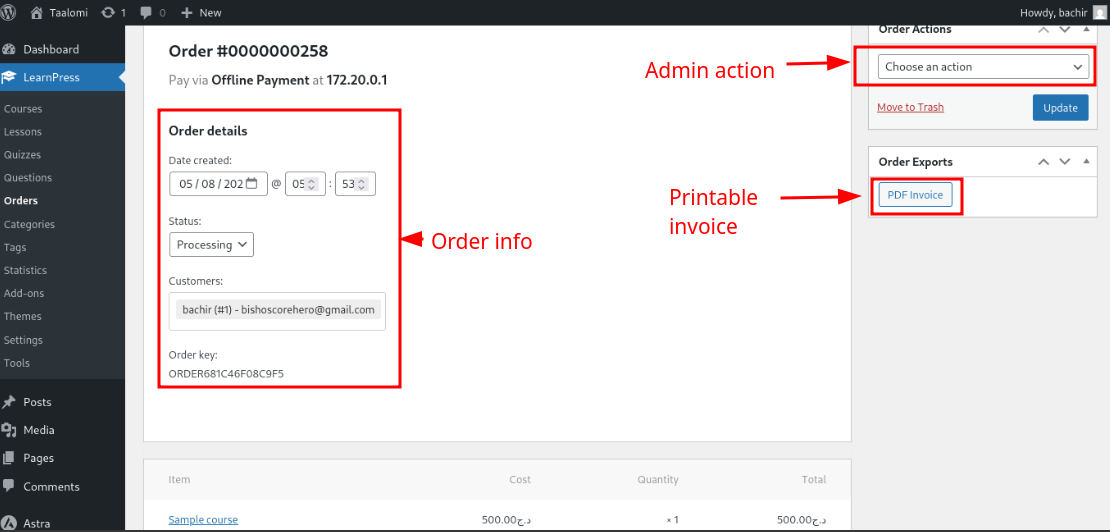 Taalomi 1 0 New
Howdy, bachir
Dashboard
LearnPress
Courses
Lessons
Quizzes
Questions
Orders
Categories
Tags
Statistics
Add-ons
Themes
Settings
Tools
Posts
Media
Pages
Comments
Astra
Order #0000000258
Pay via Offline Payment at 172.20.0.1
Order details
Date created:
05 / 08 / 202 @ 05 : 53
Status:
Processing
Customers:
bachir (#1) - bishoscorehero@gmail.com
Order key:
ORDER681C46F08C9F5
Order info
Admin action
Printable
invoice
Order Actions
Choose an action
Move to Trash
Update
Order Exports
PDF Invoice
Item Cost Quantity Total
Sample course 500.00د.ج × 1 500.00د.ج